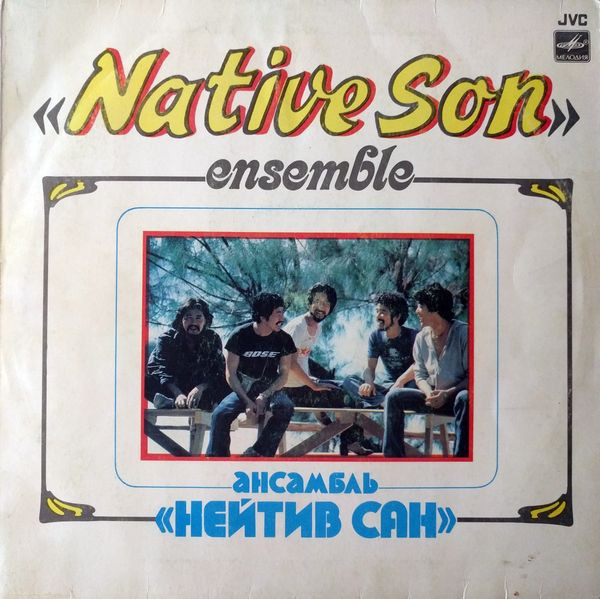 JVC
МЕЛОДИЯ
«Native Son»
ensemble
BOSE
ансамбль
«НЕЙТИВ САН»